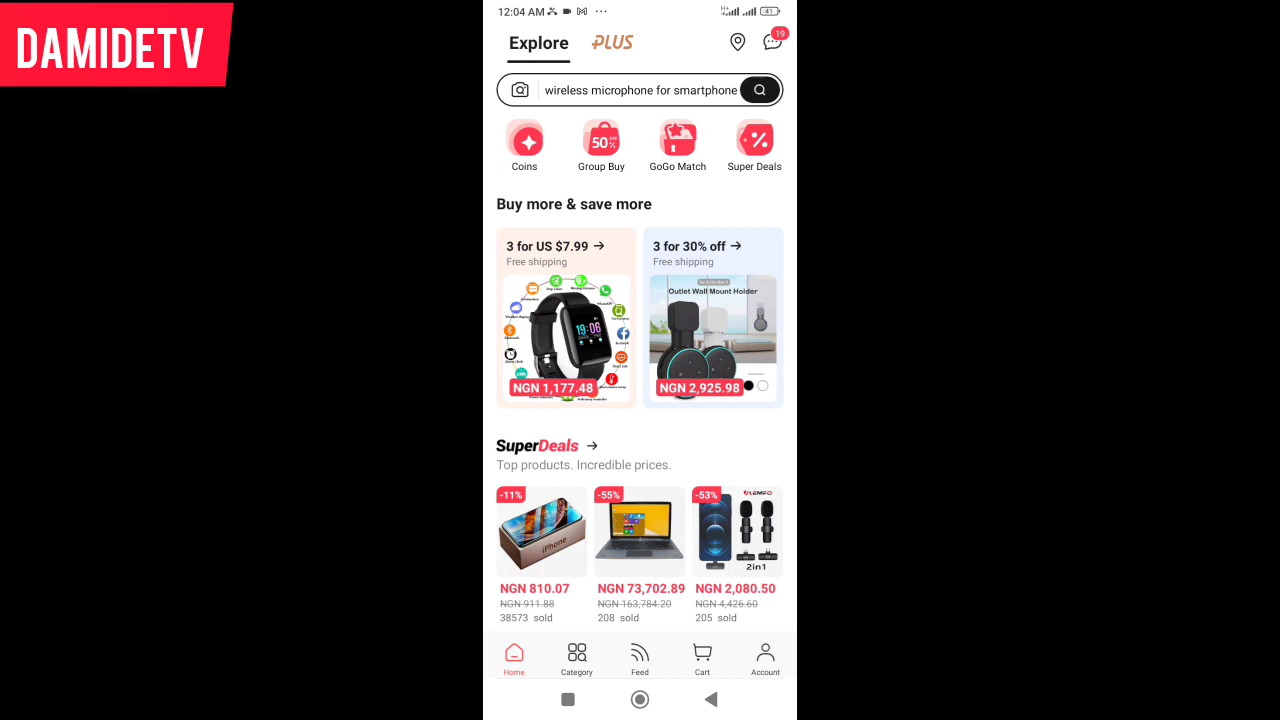 DAMIDETV
12:04 AM
H+
41
Explore
PLUS
19
wireless microphone for smartphone
50%
OFF
Coins
Group Buy
GoGo Match
Super Deals
Buy more & save more
3 for US $7.99 →
Free shipping
3 for 30% off →
Free shipping
Outlet Wall Mount Holder
19:06
NGN 1,177.48
NGN 2,925.98
SuperDeals →
Top products. Incredible prices.
-11%
-55%
-53%
LEMFO
iPhone
2in1
NGN 810.07
NGN 73,702.89
NGN 2,080.50
NGN 911.88
NGN 163,784.20
NGN 4,426.60
38573 sold
208 sold
205 sold
Home
Category
Feed
Cart
Account